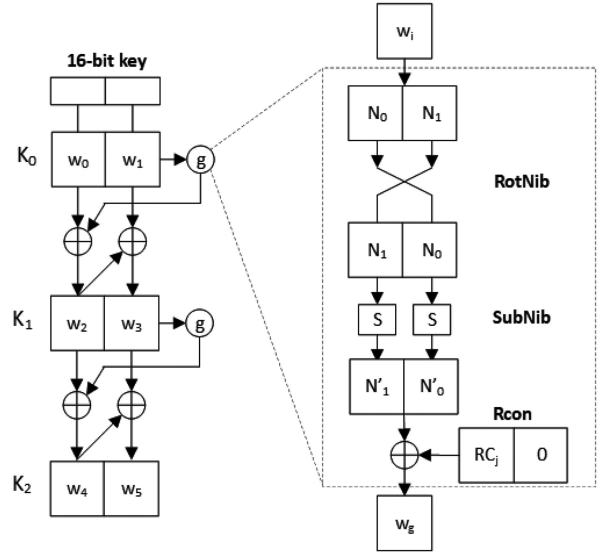 16-bit key
K₀
w₀ w₁
g
K₁
w₂ w₃
g
K₂
w₄ w₅
wᵢ
N₀ N₁
RotNib
N₁ N₀
S S
SubNib
N'₁ N'₀
Rcon
RCⱼ 0
w_g